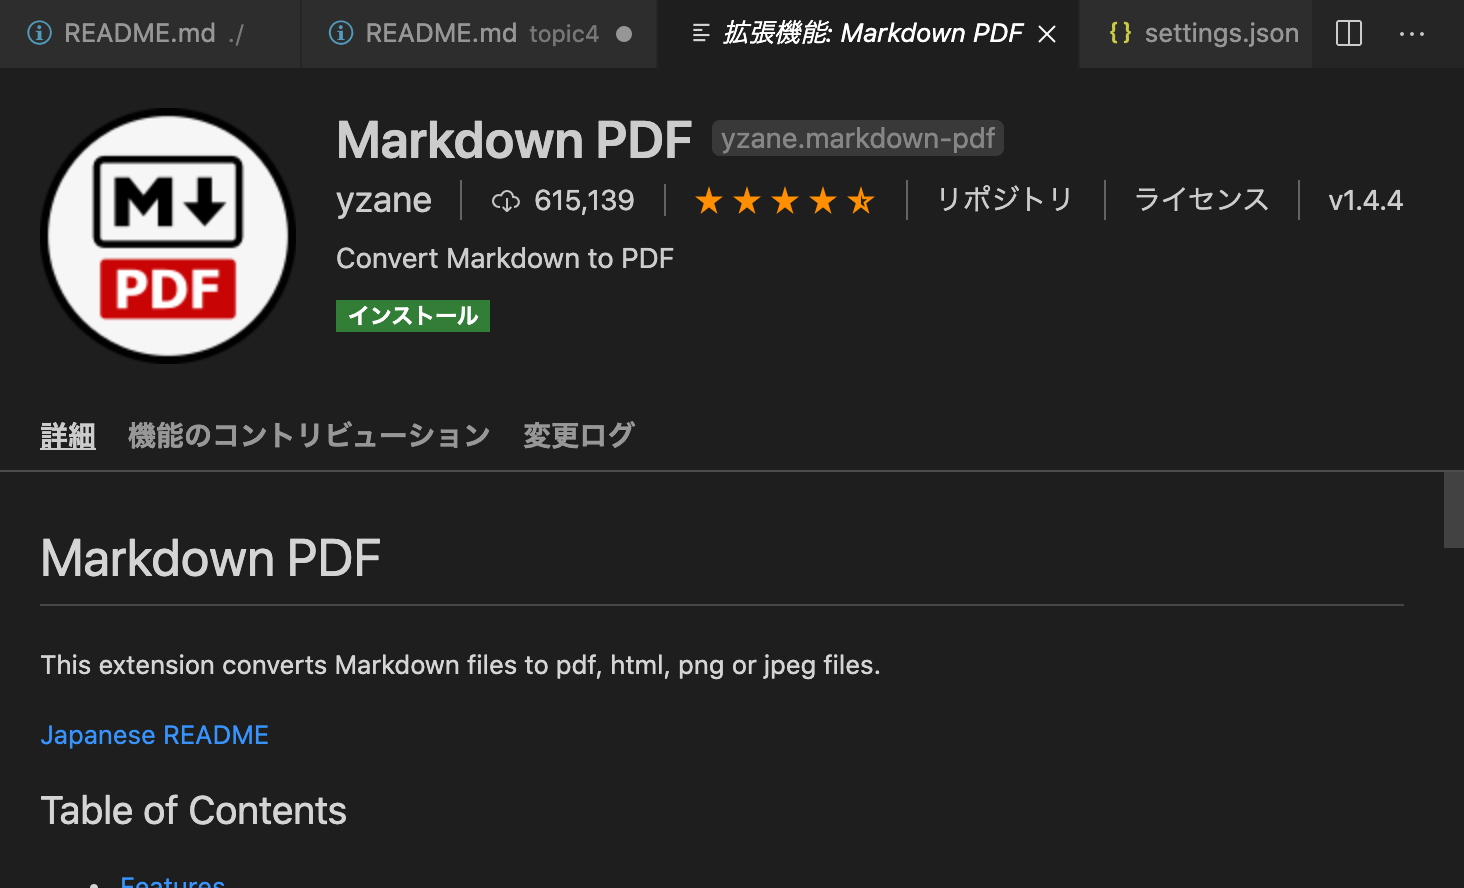 README.md ./ README.md topic4 拡張機能: Markdown PDF {} settings.json ...
Markdown PDF yzane.markdown-pdf
yzane 615,139 リポジトリ ライセンス v1.4.4
Convert Markdown to PDF
インストール
M
PDF
詳細 機能のコントリビューション 変更ログ
Markdown PDF
This extension converts Markdown files to pdf, html, png or jpeg files.
Japanese README
Table of Contents
Features